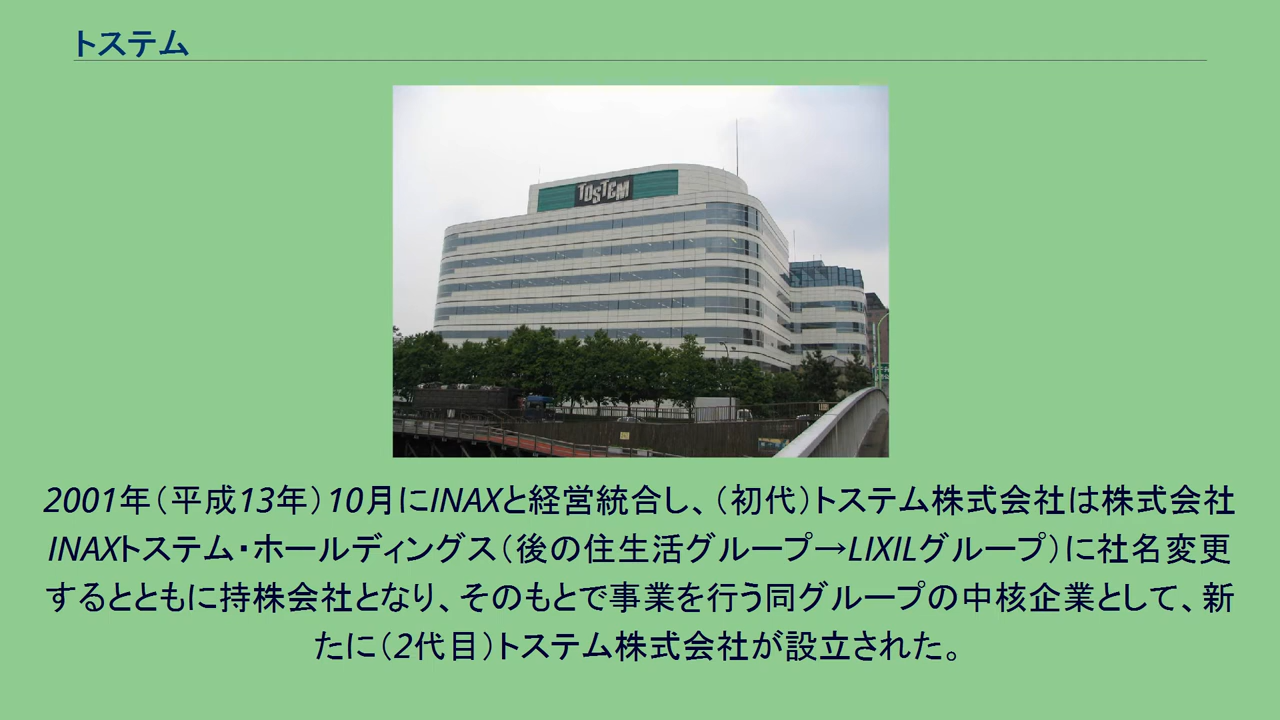 トステム
TOSTEM
2001年（平成13年）10月にINAXと経営統合し、（初代）トステム株式会社は株式会社
INAXトステム・ホールディングス（後の住生活グループ→LIXILグループ）に社名変更
するとともに持株会社となり、そのもとで事業を行う同グループの中核企業として、新
たに（2代目）トステム株式会社が設立された。